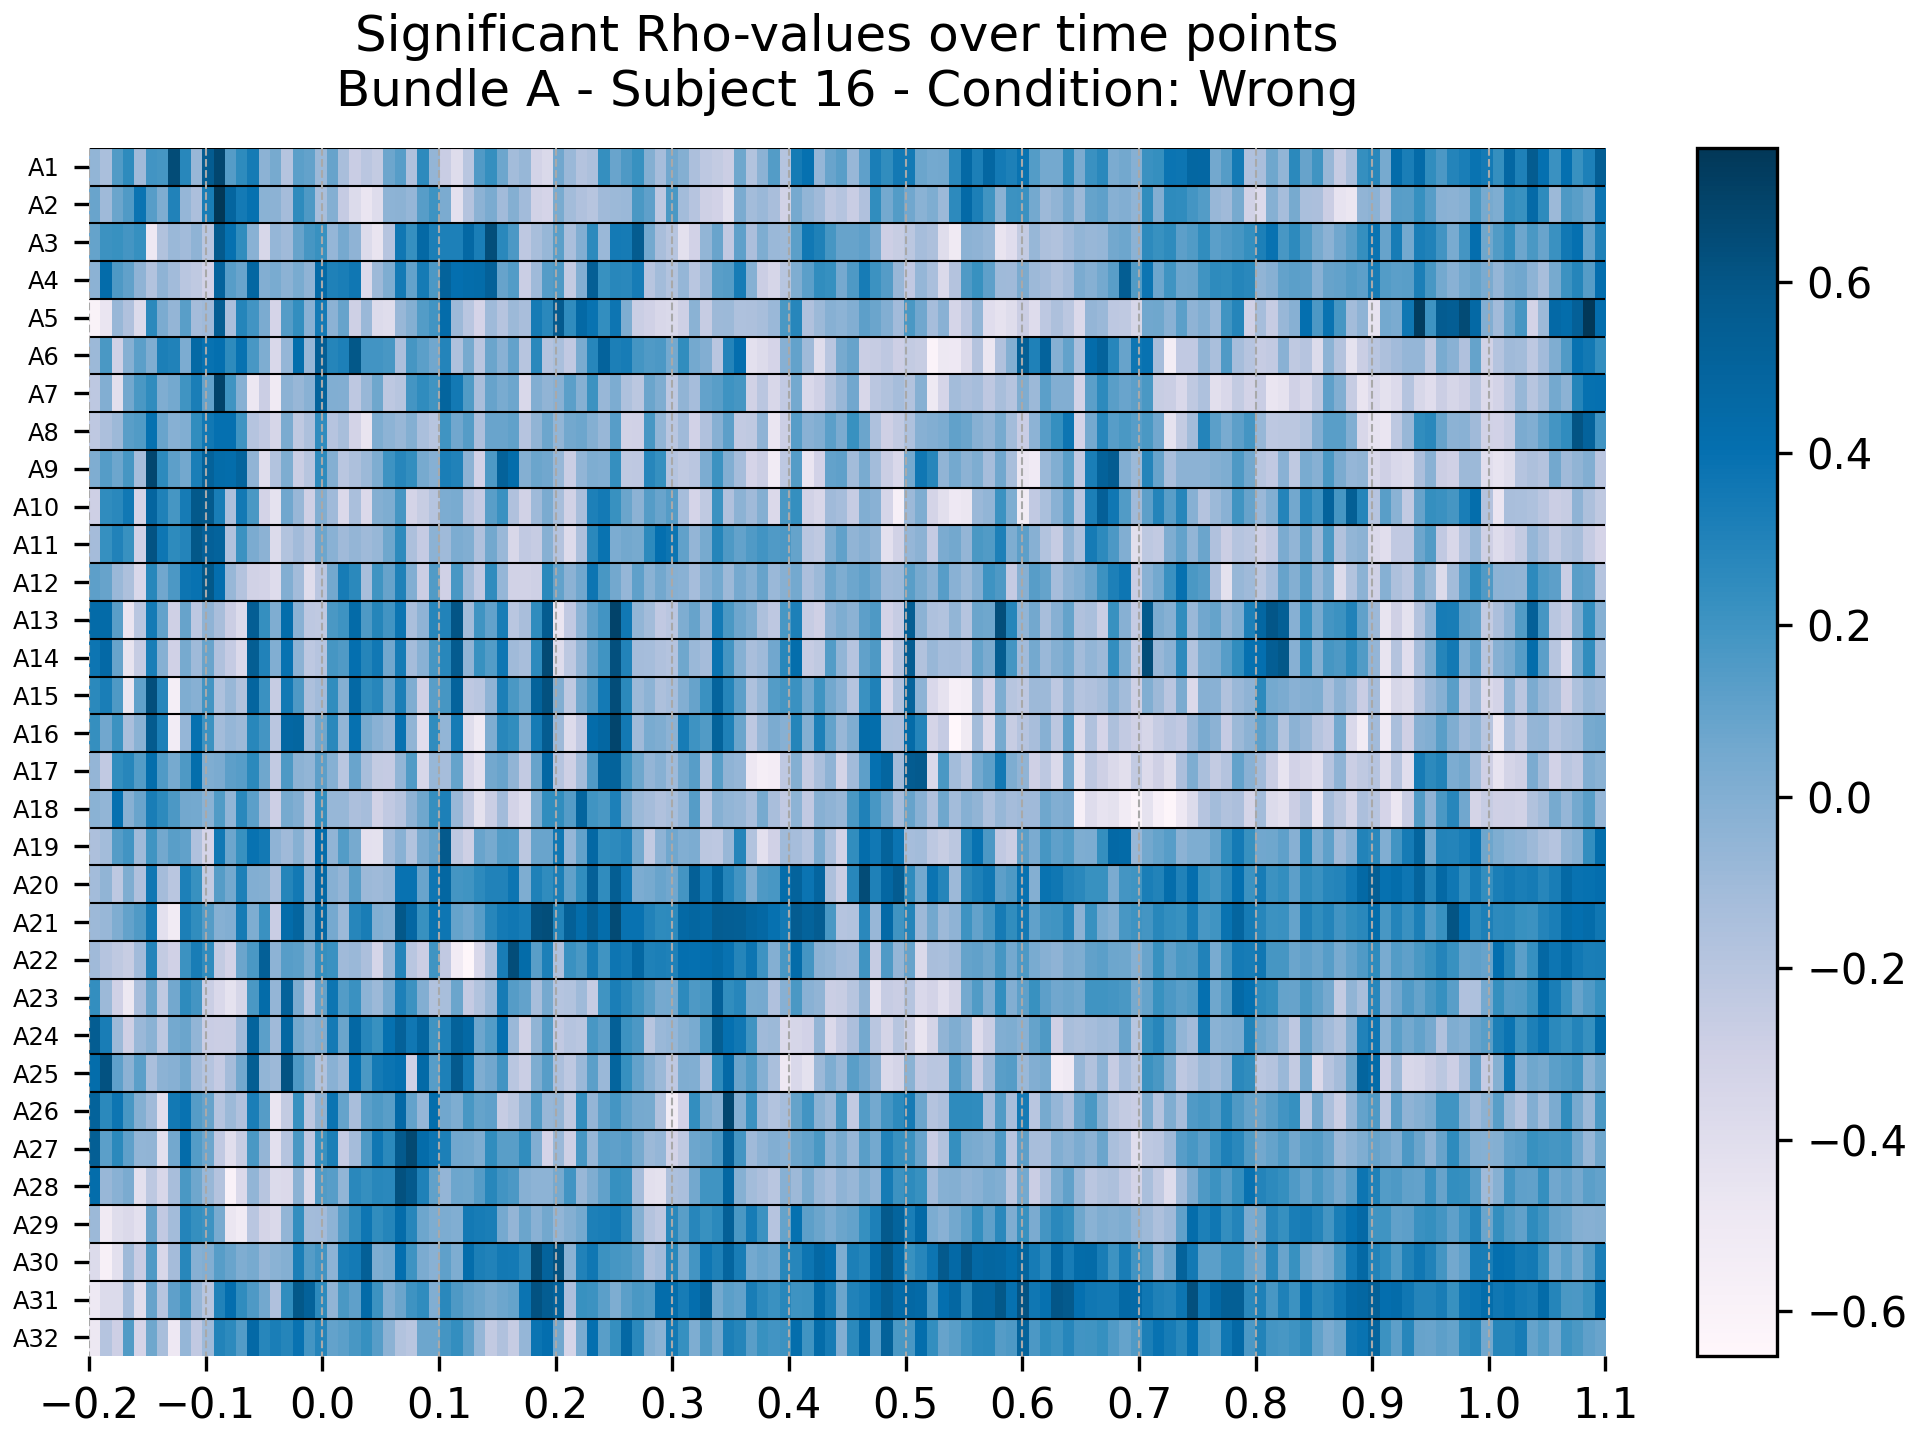 Significant Rho-values over time points
Bundle A - Subject 16 - Condition: Wrong
A1
A2
A3
A4
A5
A6
A7
A8
A9
A10
A11
A12
A13
A14
A15
A16
A17
A18
A19
A20
A21
A22
A23
A24
A25
A26
A27
A28
A29
A30
A31
A32
−0.2 −0.1 0.0 0.1 0.2 0.3 0.4 0.5 0.6 0.7 0.8 0.9 1.0 1.1
0.6
0.4
0.2
0.0
−0.2
−0.4
−0.6